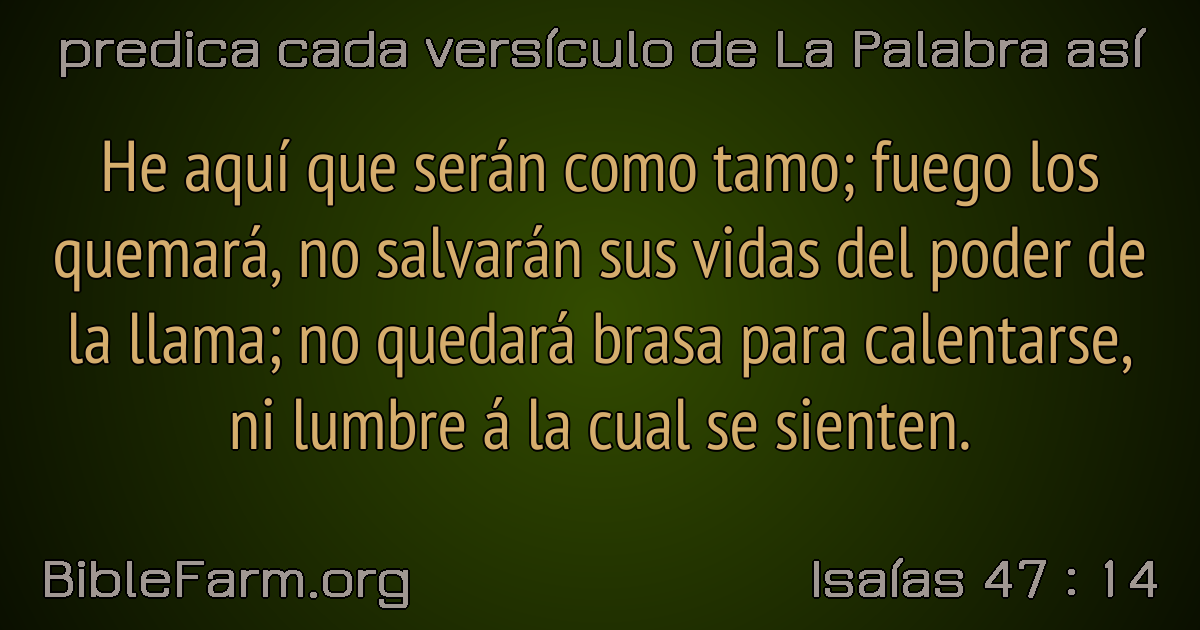 predica cada versículo de La Palabra así
He aquí que serán como tamo; fuego los
quemará, no salvarán sus vidas del poder de
la llama; no quedará brasa para calentarse,
ni lumbre á la cual se sienten.
BibleFarm.org
Isaías 47 : 14